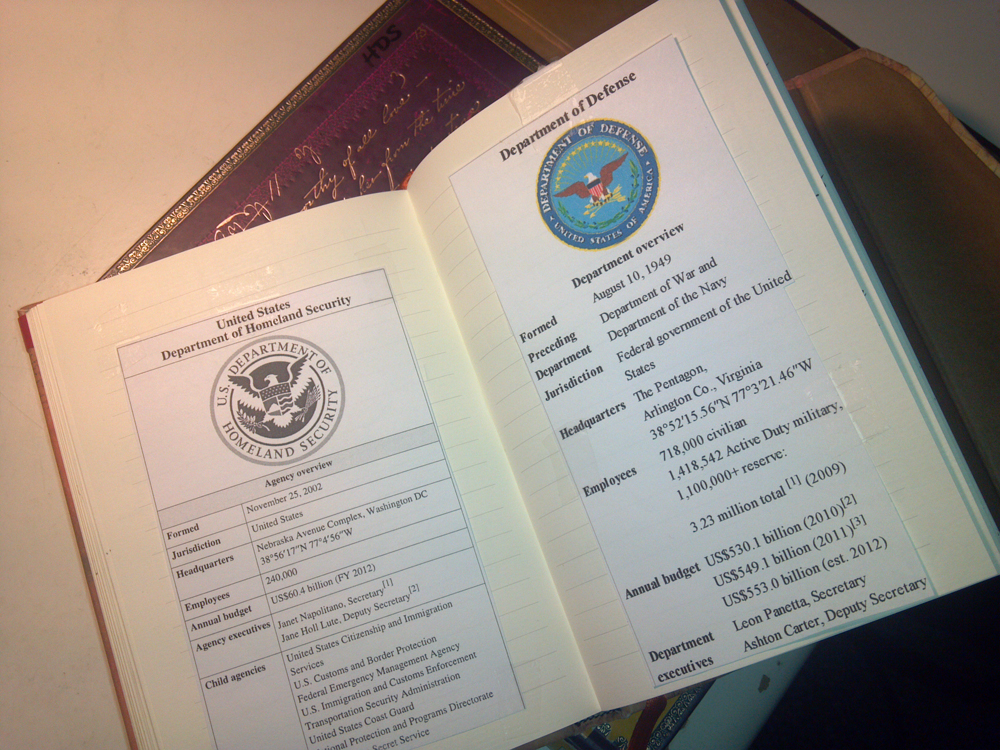 HDS
United States
Department of Homeland Security
U.S. DEPARTMENT OF
HOMELAND SECURITY
Agency overview
Formed November 25, 2002
Jurisdiction United States
Headquarters Nebraska Avenue Complex, Washington DC
38°56′17″N 77°4′56″W
Employees 240,000
Annual budget US$60.4 billion (FY 2012)
Agency executives Janet Napolitano, Secretary[1]
Jane Holl Lute, Deputy Secretary[2]
Child agencies United States Citizenship and Immigration
Services
U.S. Customs and Border Protection
Federal Emergency Management Agency
U.S. Immigration and Customs Enforcement
Transportation Security Administration
United States Coast Guard
Protection and Programs Directorate
Secret Service
Department of Defense
DEPARTMENT OF DEFENSE
UNITED STATES OF AMERICA
Department overview
Formed August 10, 1949
Preceding Department of War and
Department Department of the Navy
Jurisdiction Federal government of the United
States
Headquarters The Pentagon,
Arlington Co., Virginia
38°52′15.56″N 77°3′21.46″W
Employees 718,000 civilian
1,418,542 Active Duty military,
1,100,000+ reserve:
3.23 million total [1] (2009)
Annual budget US$530.1 billion (2010)[2]
US$549.1 billion (2011)[3]
US$553.0 billion (est. 2012)
Department Leon Panetta, Secretary
executives Ashton Carter, Deputy Secretary